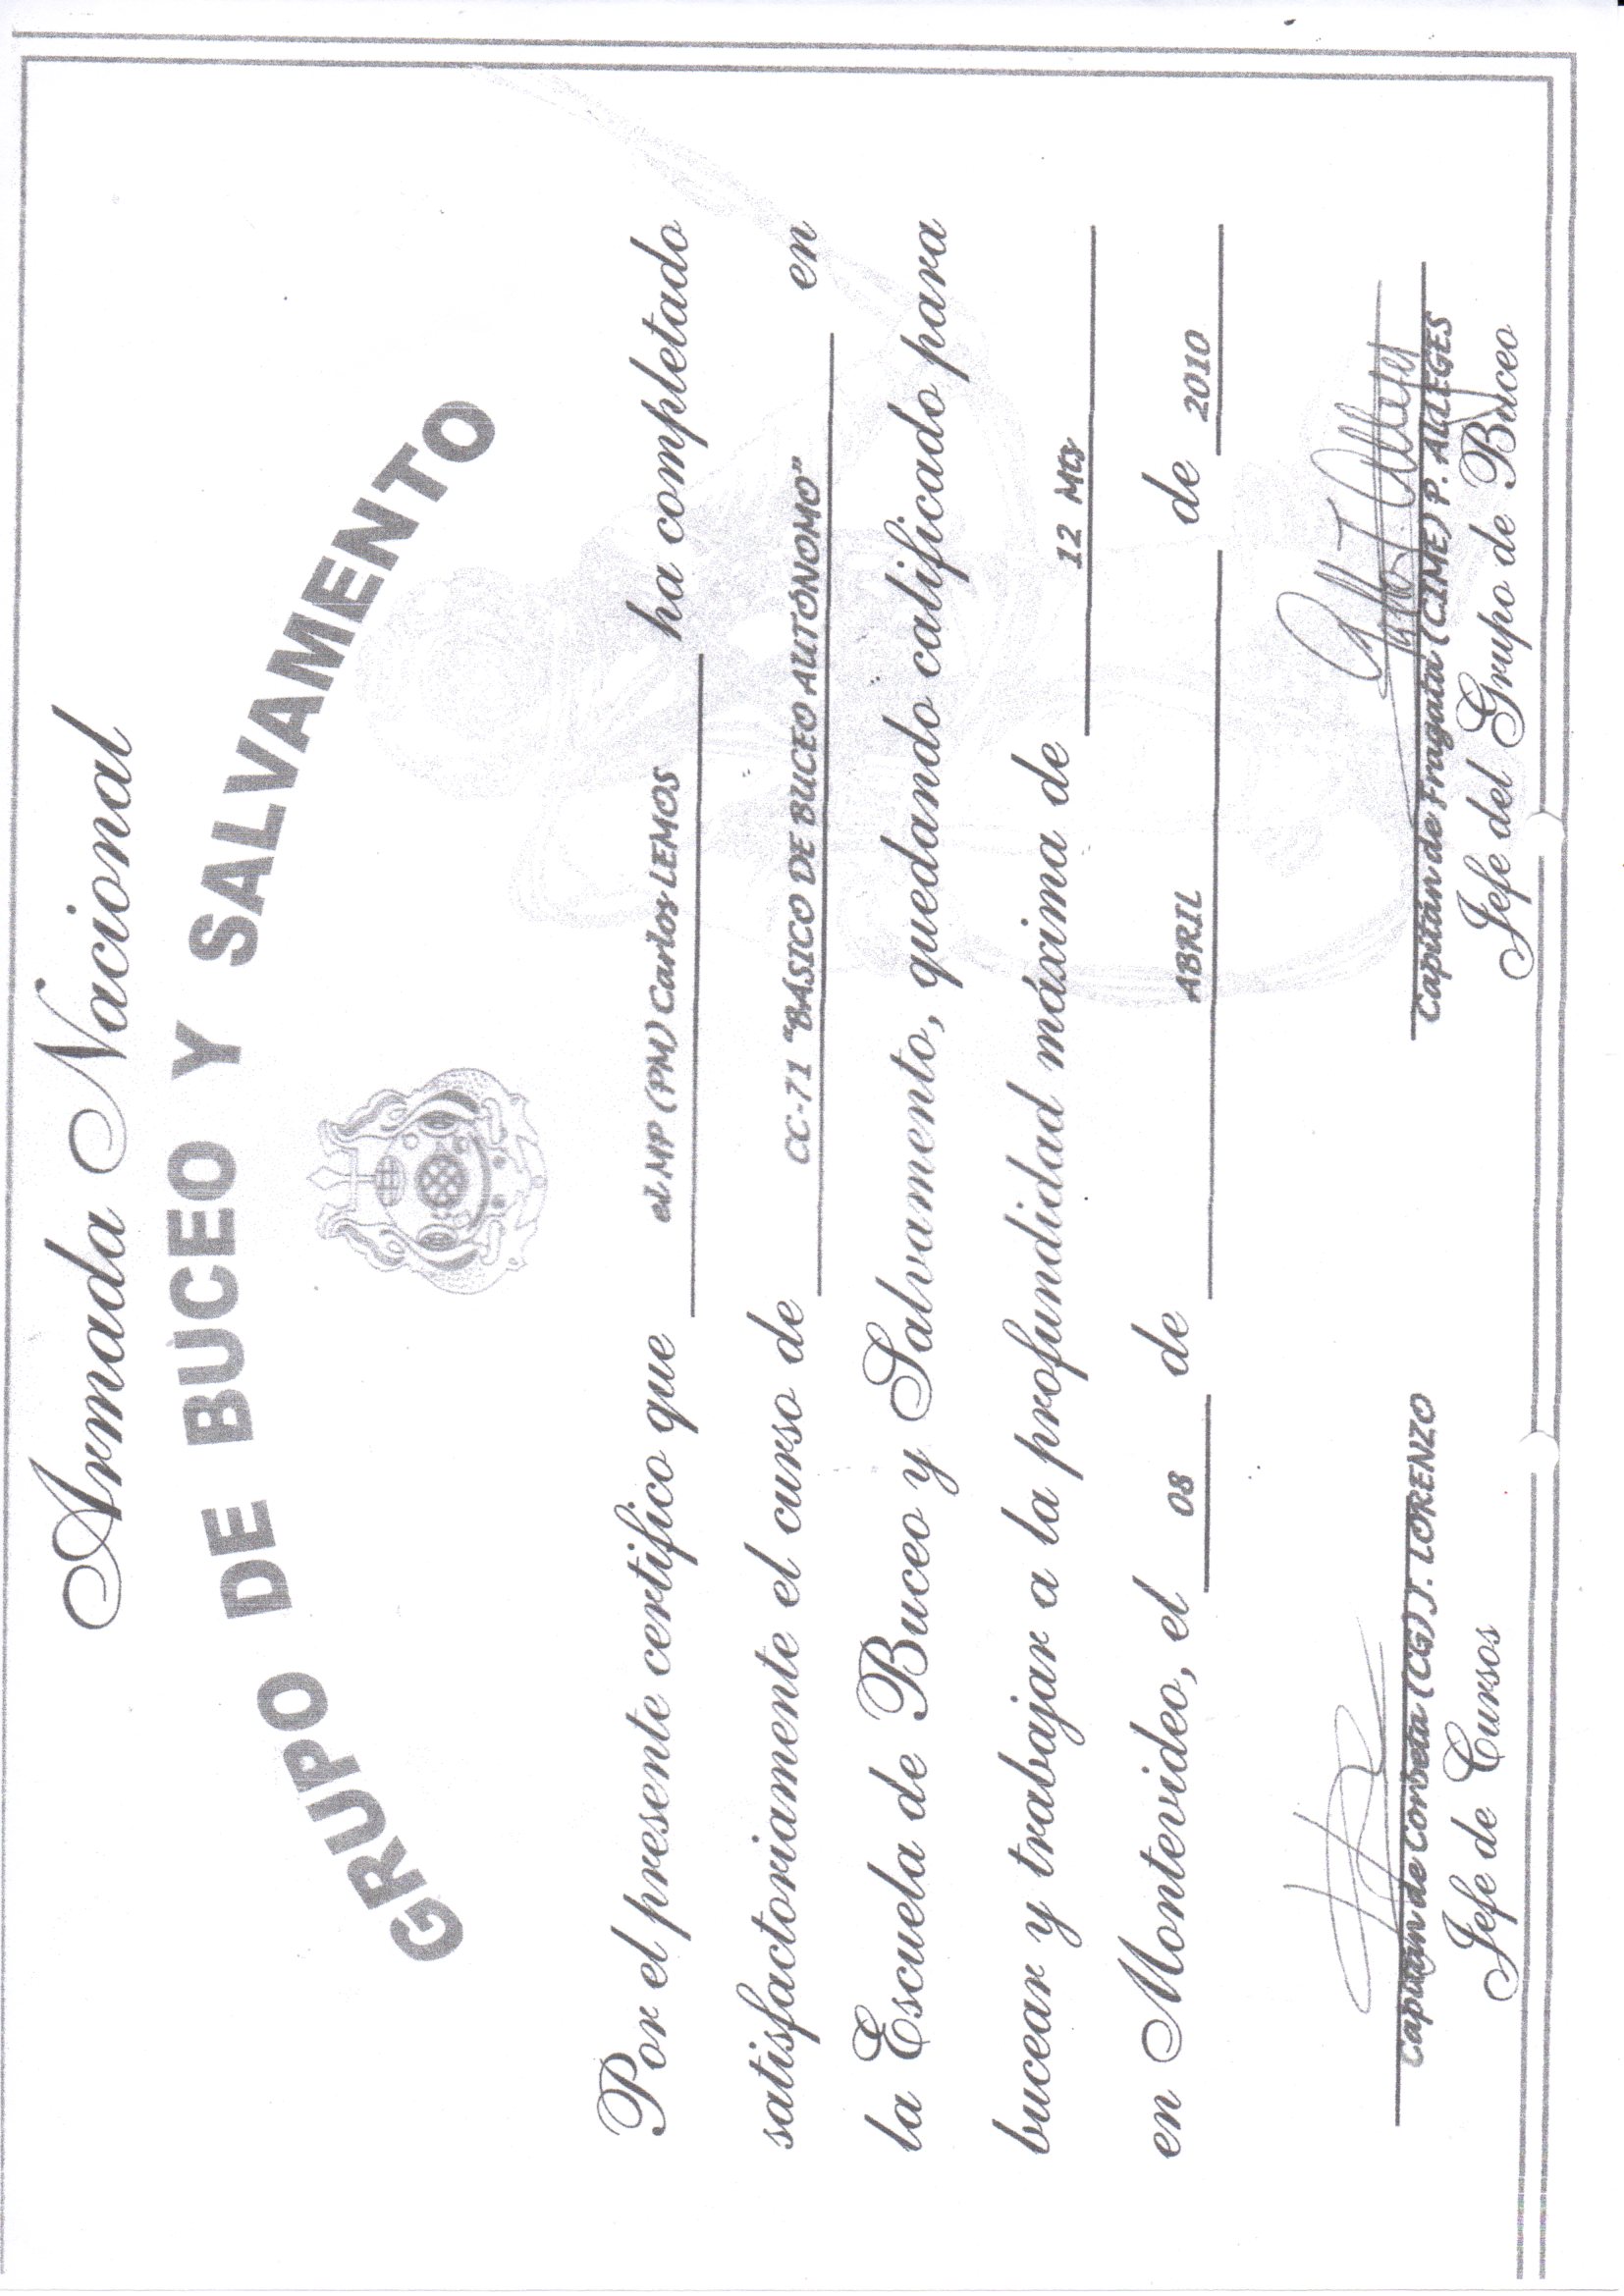 Armada Nacional
GRUPO DE BUCEO Y SALVAMENTO
Por el presente certifico que el MP (PM) Carlos LEMOS ha completado
satisfactoriamente el curso de CC-71 "BÁSICO DE BUCEO AUTÓNOMO" en
la Escuela de Buceo y Salvamento, quedando calificado para
bucear y trabajar a la profundidad máxima de 12 Mts
en Montevideo, el 08 de ABRIL de 2010
Capitán de Corbeta (CG) J. LORENZO
Jefe de Cursos
Capitán de Fragata (CIME) P. ALLEGES
Jefe del Grupo de Buceo